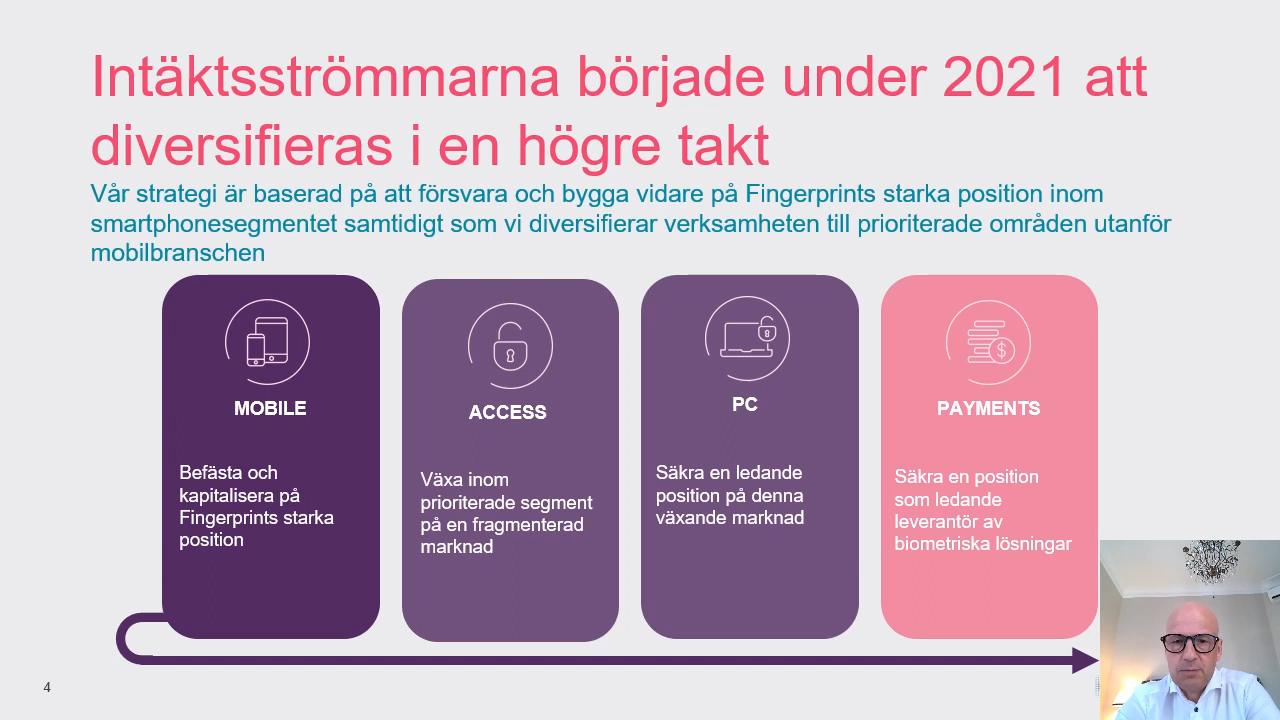 Intäktsströmmarna började under 2021 att
diversifieras i en högre takt
Vår strategi är baserad på att försvara och bygga vidare på Fingerprints starka position inom
smartphonesegmentet samtidigt som vi diversifierar verksamheten till prioriterade områden utanför
mobilbranschen
MOBILE
Befästa och
kapitalisera på
Fingerprints starka
position
ACCESS
Växa inom
prioriterade segment
på en fragmenterad
marknad
PC
Säkra en ledande
position på denna
växande marknad
$
PAYMENTS
Säkra en position
som ledande
leverantör av
biometriska lösningar
4